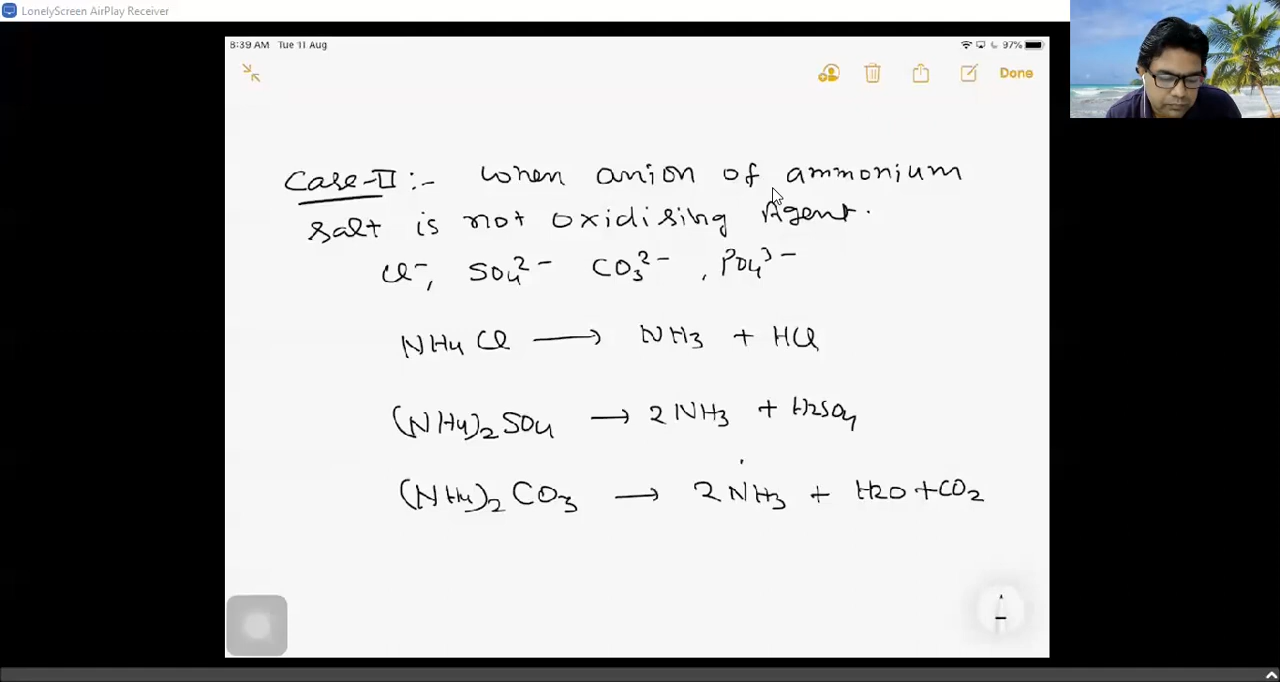 LonelyScreen AirPlay Receiver
8:39 AM Tue 11 Aug
97%
Done
Case-II :- when anion of ammonium
salt is not oxidising Agent.
Cl⁻, SO₄²⁻ CO₃²⁻, PO₄³⁻
NH₄Cl ⟶ NH₃ + HCl
(NH₄)₂SO₄ → 2NH₃ + H₂SO₄
(NH₄)₂CO₃ → 2NH₃ + H₂O + CO₂